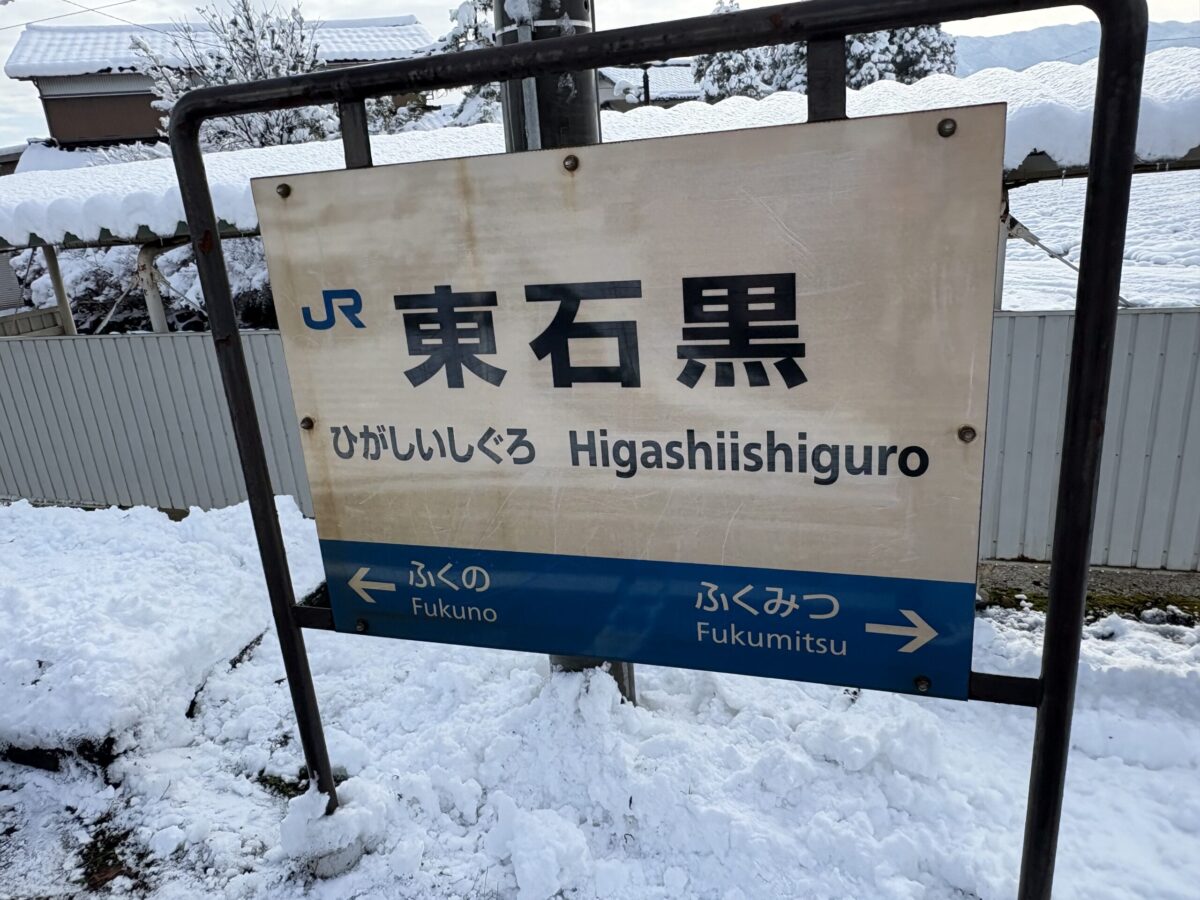 JR 東石黒
ひがしいしぐろ Higashiishiguro
← ふくの
Fukuno
ふくみつ →
Fukumitsu